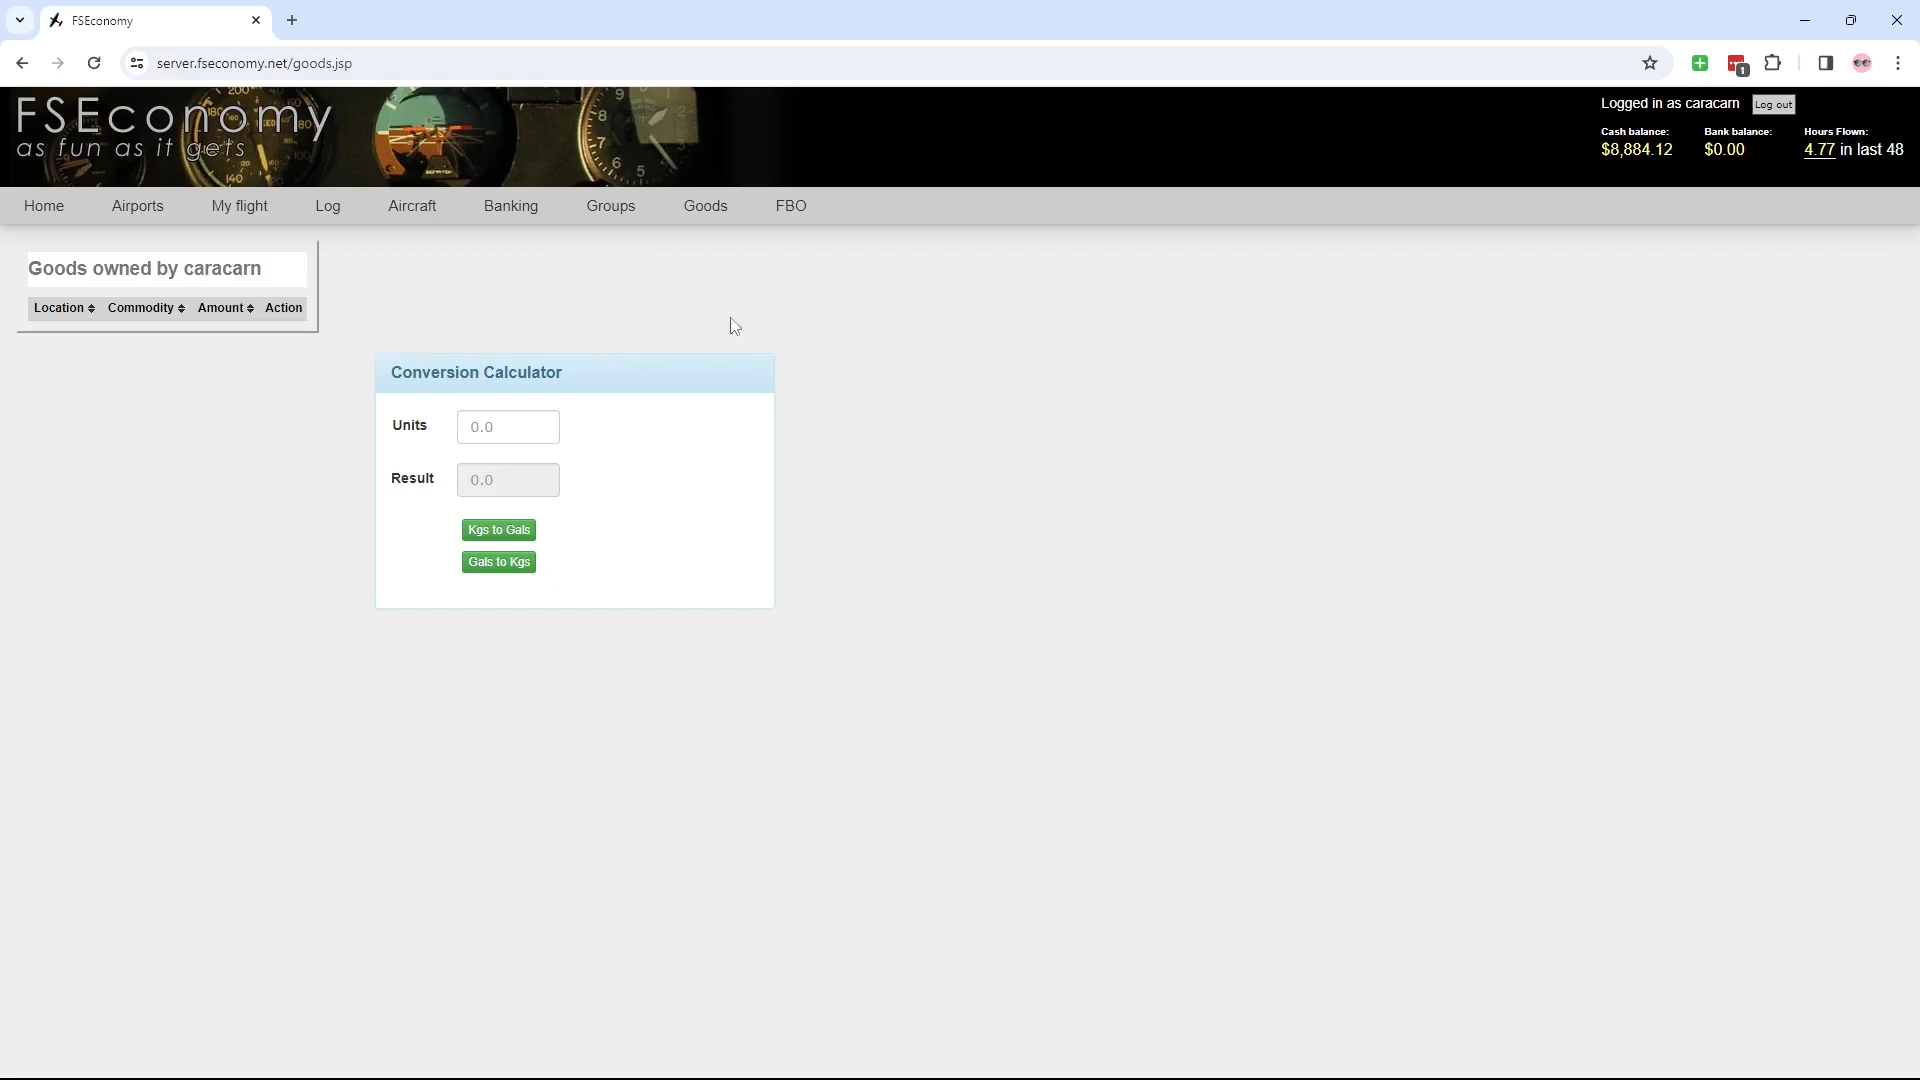 FSEconomy
server.fseconomy.net/goods.jsp
1
FSEconomy
as fun as it gets
Logged in as caracarn Log out
Cash balance: Bank balance: Hours Flown:
$8,884.12 $0.00 4.77 in last 48
Home Airports My flight Log Aircraft Banking Groups Goods FBO
Goods owned by caracarn
Location Commodity Amount Action
Conversion Calculator
Units 0.0
Result 0.0
Kgs to Gals
Gals to Kgs